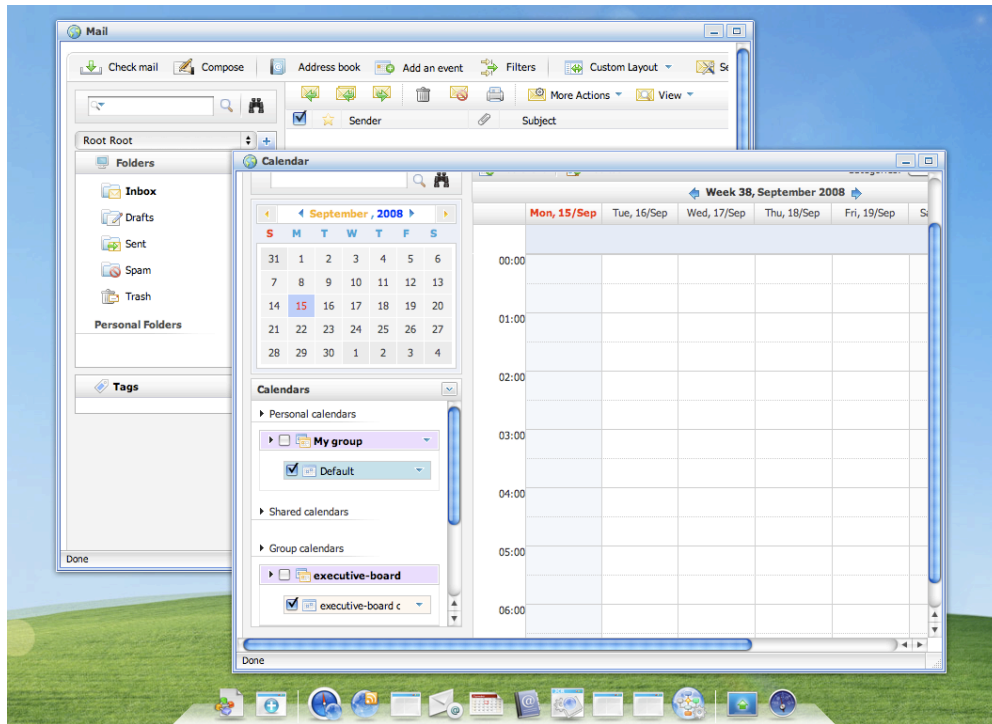 Mail
Check mail Compose Address book Add an event Filters Custom Layout Se
More Actions View
Sender Subject
Root Root
Folders
Inbox
Drafts
Sent
Spam
Trash
Personal Folders
Tags
Done
Calendar
September , 2008
S M T W T F S
31 1 2 3 4 5 6
7 8 9 10 11 12 13
14 15 16 17 18 19 20
21 22 23 24 25 26 27
28 29 30 1 2 3 4
Calendars
Personal calendars
My group
Default
Shared calendars
Group calendars
executive-board
executive-board c
Week 38, September 2008
Mon, 15/Sep Tue, 16/Sep Wed, 17/Sep Thu, 18/Sep Fri, 19/Sep
00:00
01:00
02:00
03:00
04:00
05:00
06:00
Done